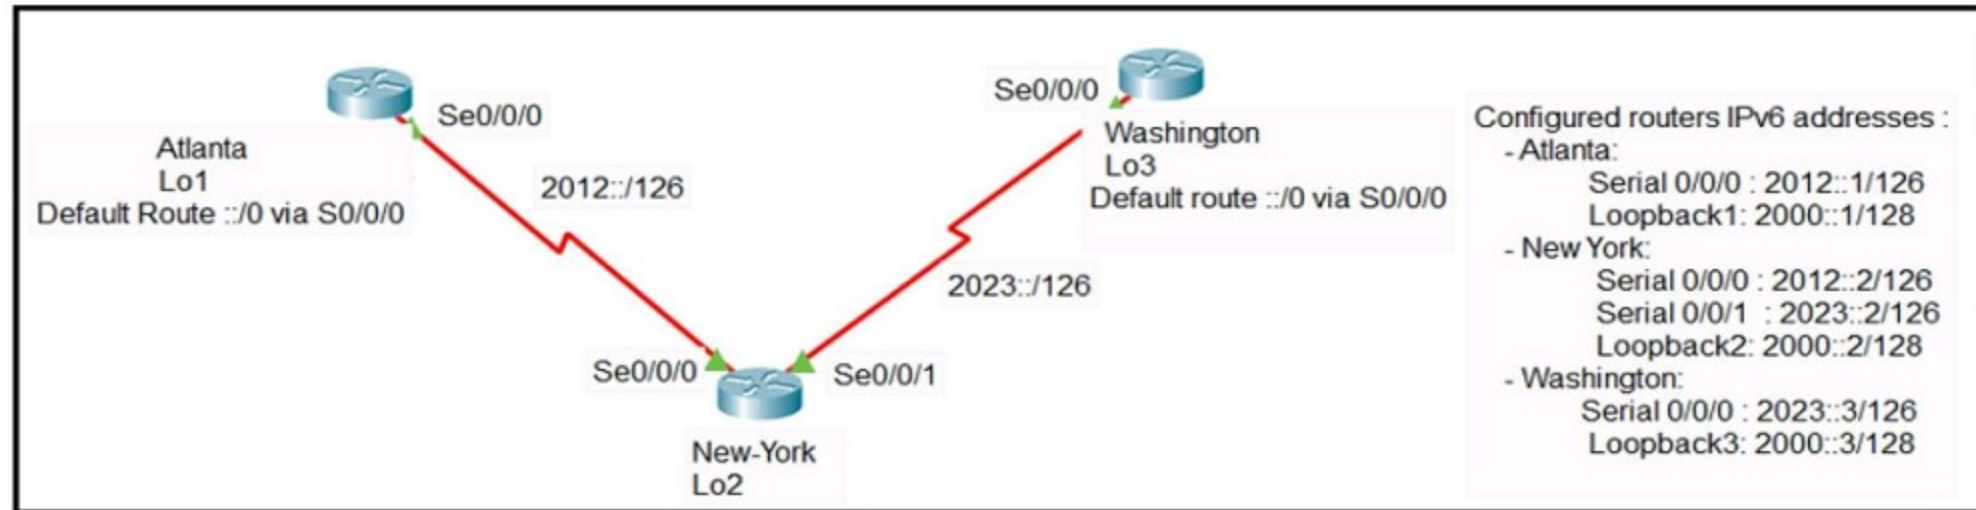 Se0/0/0
Atlanta
Lo1
Default Route ::/0 via S0/0/0
2012::/126
Se0/0/0
Washington
Lo3
Default route ::/0 via S0/0/0
2023::/126
Se0/0/0
Se0/0/1
New-York
Lo2
Configured routers IPv6 addresses :
- Atlanta:
Serial 0/0/0 : 2012::1/126
Loopback1: 2000::1/128
- New York:
Serial 0/0/0 : 2012::2/126
Serial 0/0/1 : 2023::2/126
Loopback2: 2000::2/128
- Washington:
Serial 0/0/0 : 2023::3/126
Loopback3: 2000::3/128